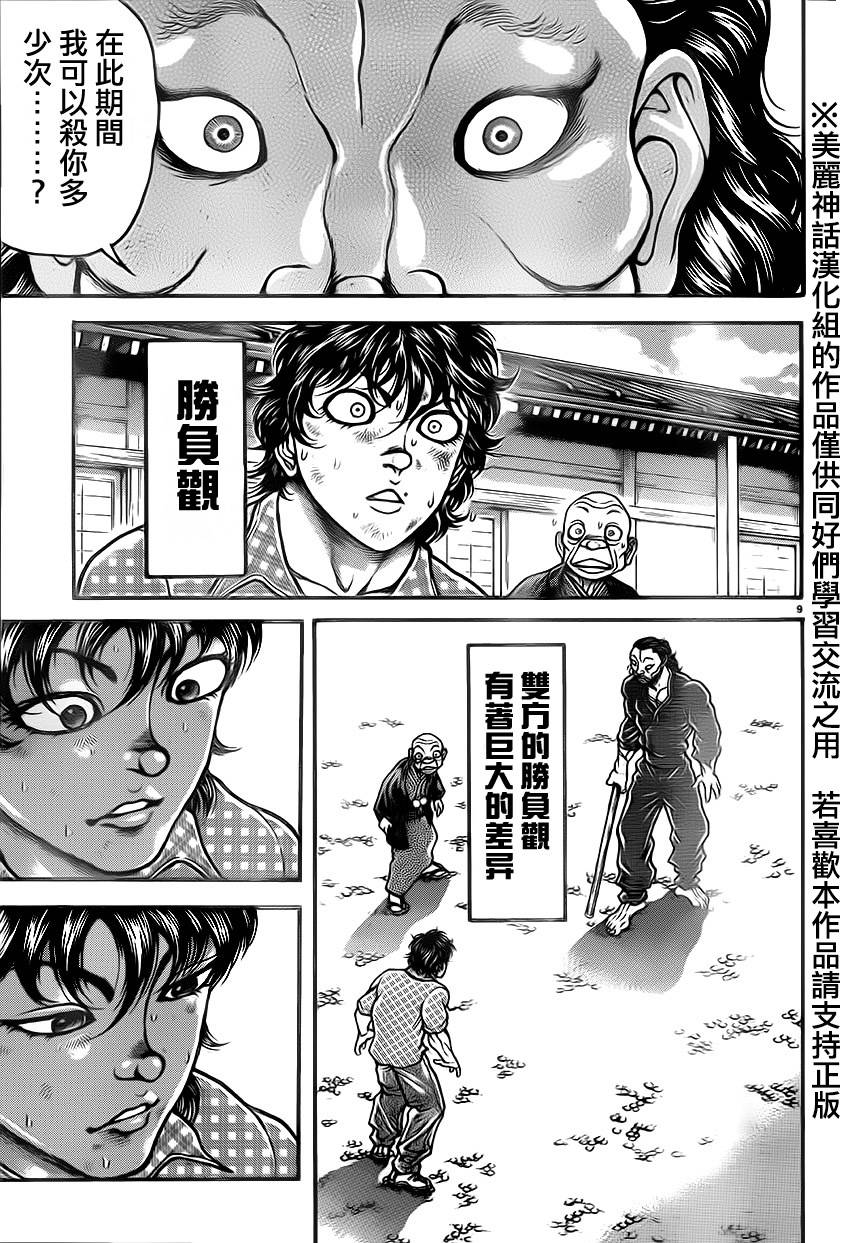 在此期間
我可以殺你多
少次………?
勝負觀
9
雙方的勝負觀
有著巨大的差异
※美麗神話漢化組的作品僅供同好們學習交流之用　若喜歡本作品請支持正版